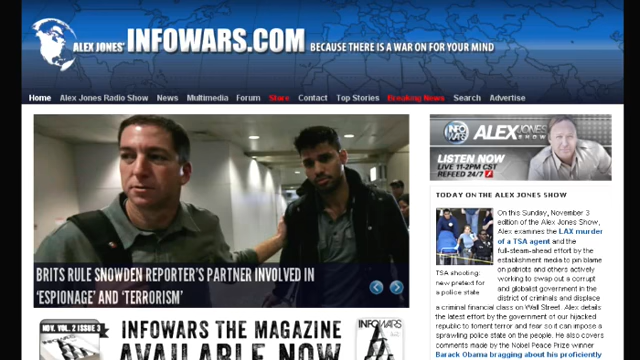 ALEX JONES' INFOWARS.COM BECAUSE THERE IS A WAR ON FOR YOUR MIND
Home Alex Jones Radio Show News Multimedia Forum Store Contact Top Stories Breaking News Search Advertise
BRITS RULE SNOWDEN REPORTER'S PARTNER INVOLVED IN
'ESPIONAGE' AND 'TERRORISM'
NOV. VOL. 2 ISSUE 3
INFOWARS THE MAGAZINE
AVAILABLE NOW
INFOWARS
INFO
WARS
ALEX JONES
SHOW
LISTEN NOW
LIVE 11-2PM CST
REFEED 24/7
TODAY ON THE ALEX JONES SHOW
TSA shooting:
new pretext for
a police state
On this Sunday, November 3
edition of the Alex Jones Show,
Alex examines the LAX murder
of a TSA agent and the
full-steam-ahead effort by the
establishment media to pin blame
on patriots and others actively
working to swap out a corrupt
and globalist government in the
district of criminals and displace
a criminal financial class on Wall Street. Alex details
the latest effort by the government of our hijacked
republic to torment terror and fear so it can impose a
sprawling police state on the people. He also covers
comments made by the Nobel Peace Prize winner
Barack Obama bragging about his proficiently